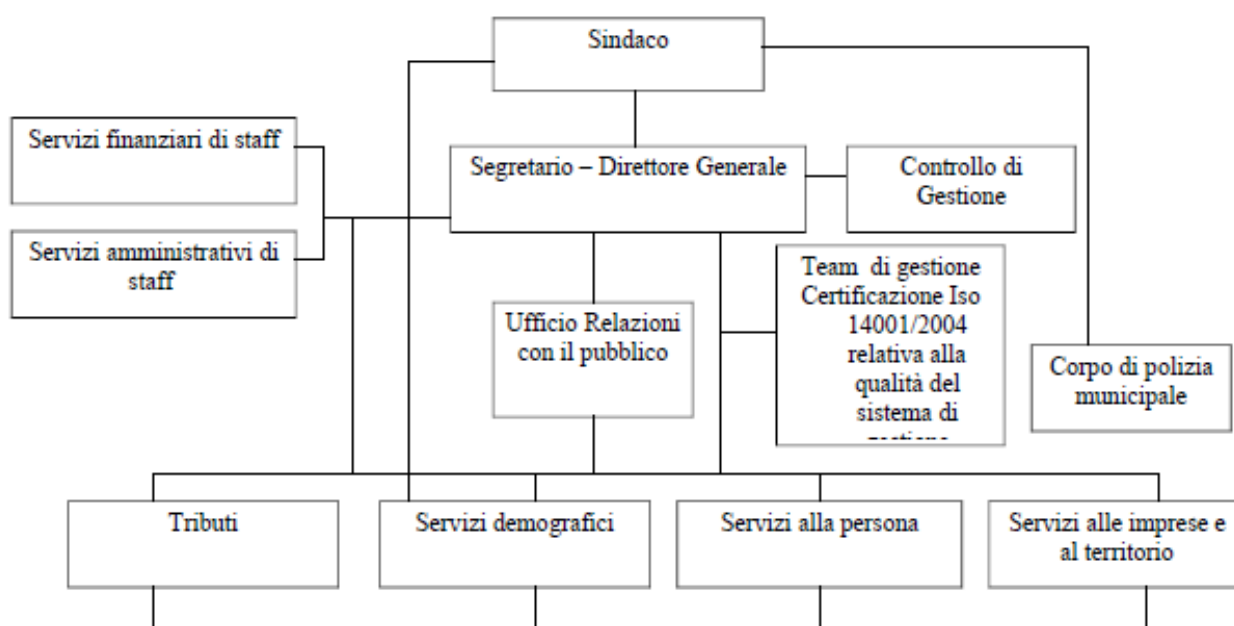 Sindaco
Servizi finanziari di staff
Segretario – Direttore Generale
Controllo di
Gestione
Servizi amministrativi di
staff
Team di gestione
Certificazione Iso
14001/2004
relativa alla
qualità del
sistema di
Ufficio Relazioni
con il pubblico
Corpo di polizia
municipale
Tributi
Servizi demografici
Servizi alla persona
Servizi alle imprese e
al territorio